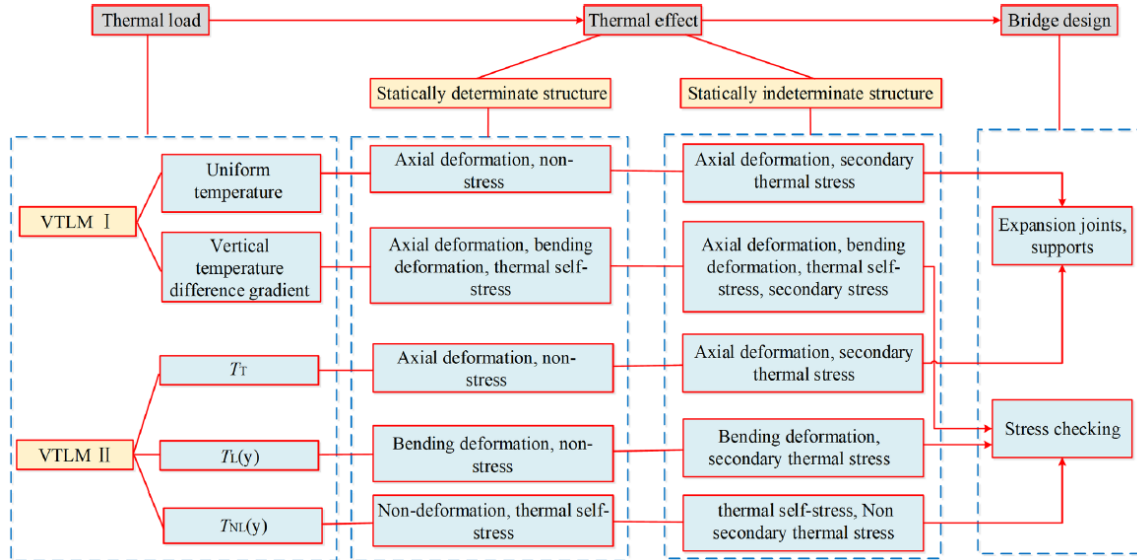 Thermal load
Thermal effect
Bridge design
Statically determinate structure
Statically indeterminate structure
VTLM Ⅰ
Uniform
temperature
Axial deformation, non-
stress
Axial deformation, secondary
thermal stress
Vertical
temperature
difference gradient
Axial deformation, bending
deformation, thermal self-
stress
Axial deformation, bending
deformation, thermal self-
stress, secondary stress
Expansion joints,
supports
VTLM Ⅱ
TT
Axial deformation, non-
stress
Axial deformation, secondary
thermal stress
TL(y)
Bending deformation, non-
stress
Bending deformation,
secondary thermal stress
TNL(y)
Non-deformation, thermal self-
stress
thermal self-stress, Non
secondary thermal stress
Stress checking